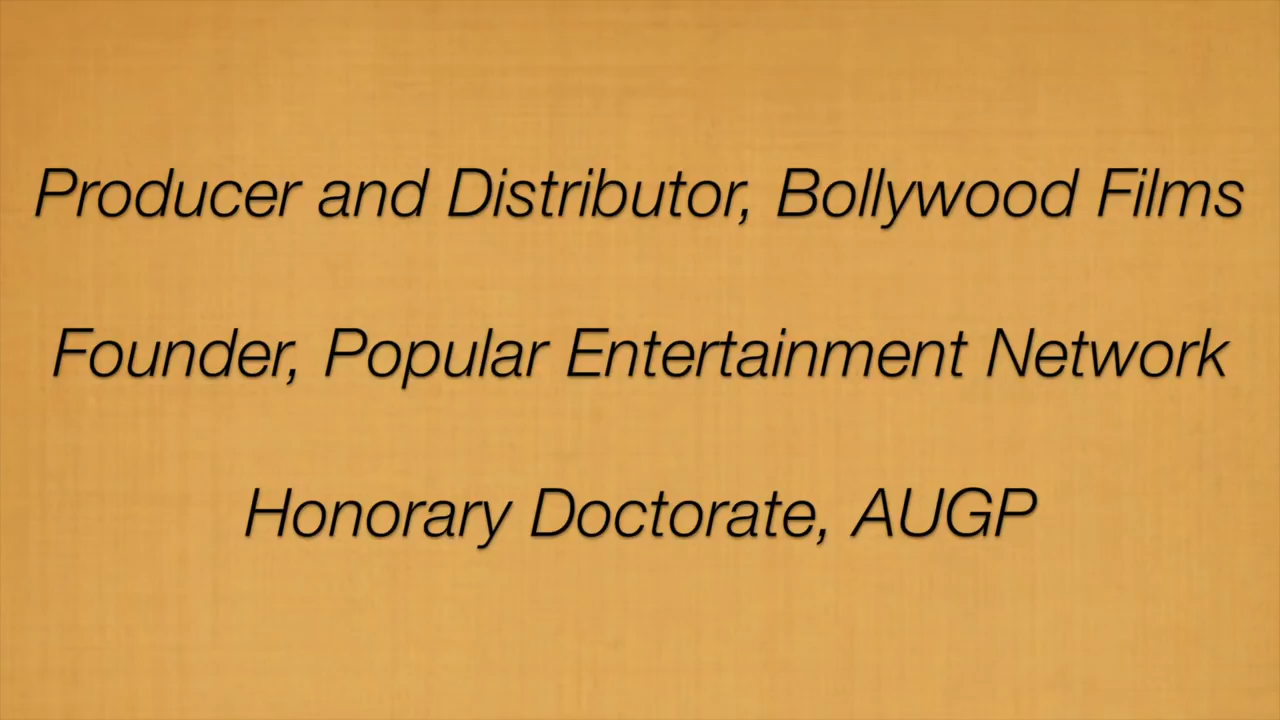 Producer and Distributor, Bollywood Films
Founder, Popular Entertainment Network
Honorary Doctorate, AUGP